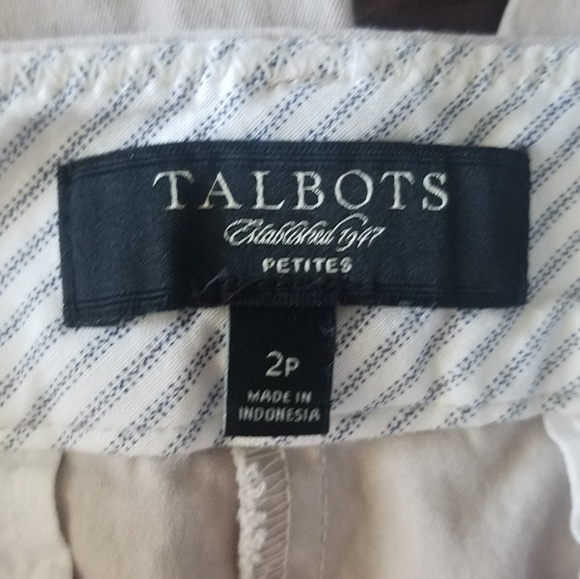 TALBOTS
Established 1947
PETITES
2P
MADE IN
INDONESIA